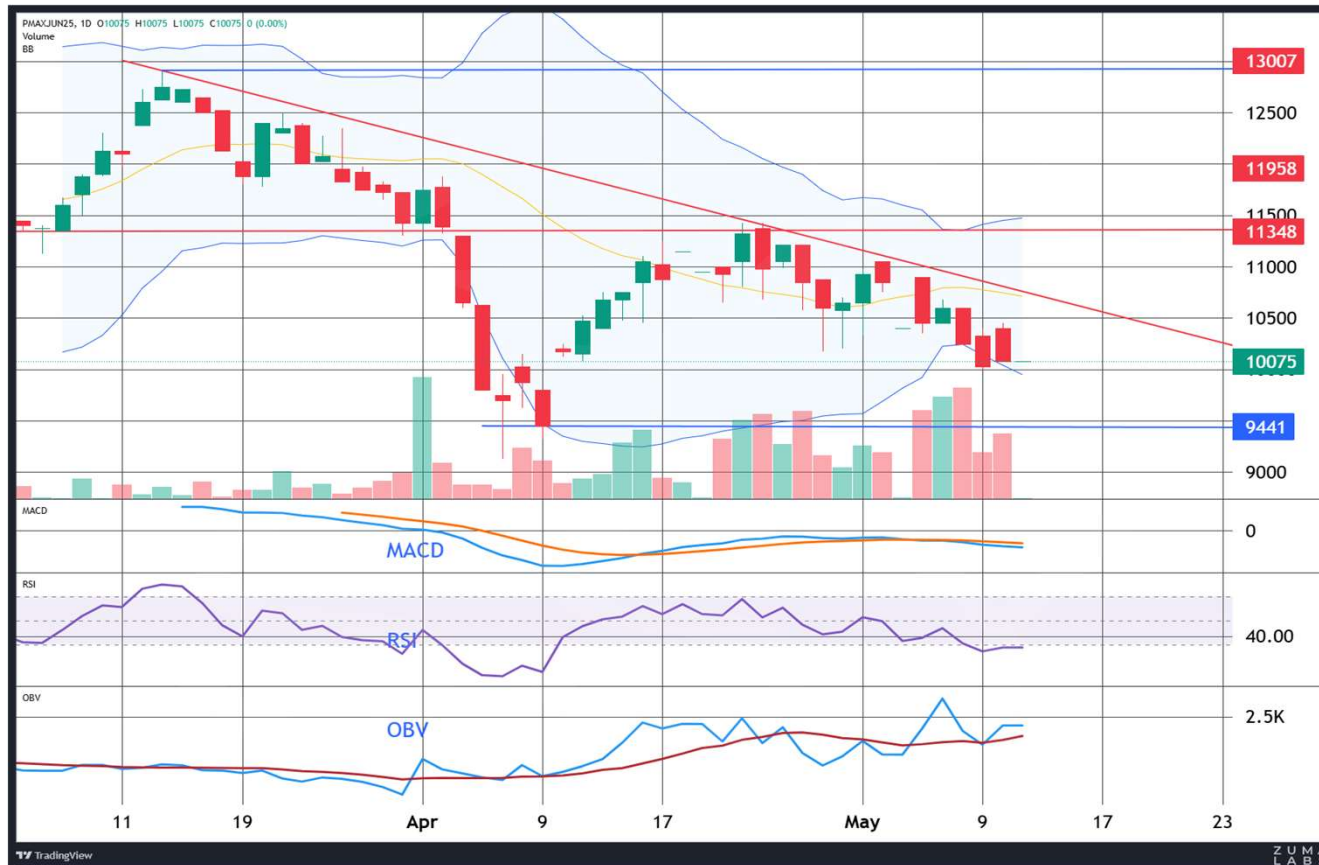 PMAXJUN25, 1D O10075 H10075 L10075 C10075 0 (0.00%)
Volume
BB
13007
12500
11958
11500
11348
11000
10500
10075
9441
9000
MACD
0
MACD
RSI
RSI
40.00
OBV
OBV
2.5K
11 19 Apr 9 17 May 9 17 23
TradingView